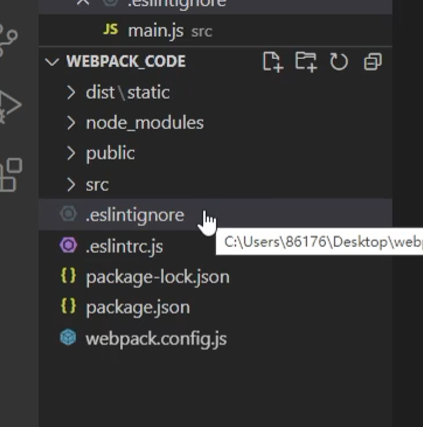 .eslintignore
JS main.js src
WEBPACK_CODE
dist\static
node_modules
public
src
.eslintignore
.eslintrc.js
C:\Users\86176\Desktop\webp
{} package-lock.json
{} package.json
webpack.config.js